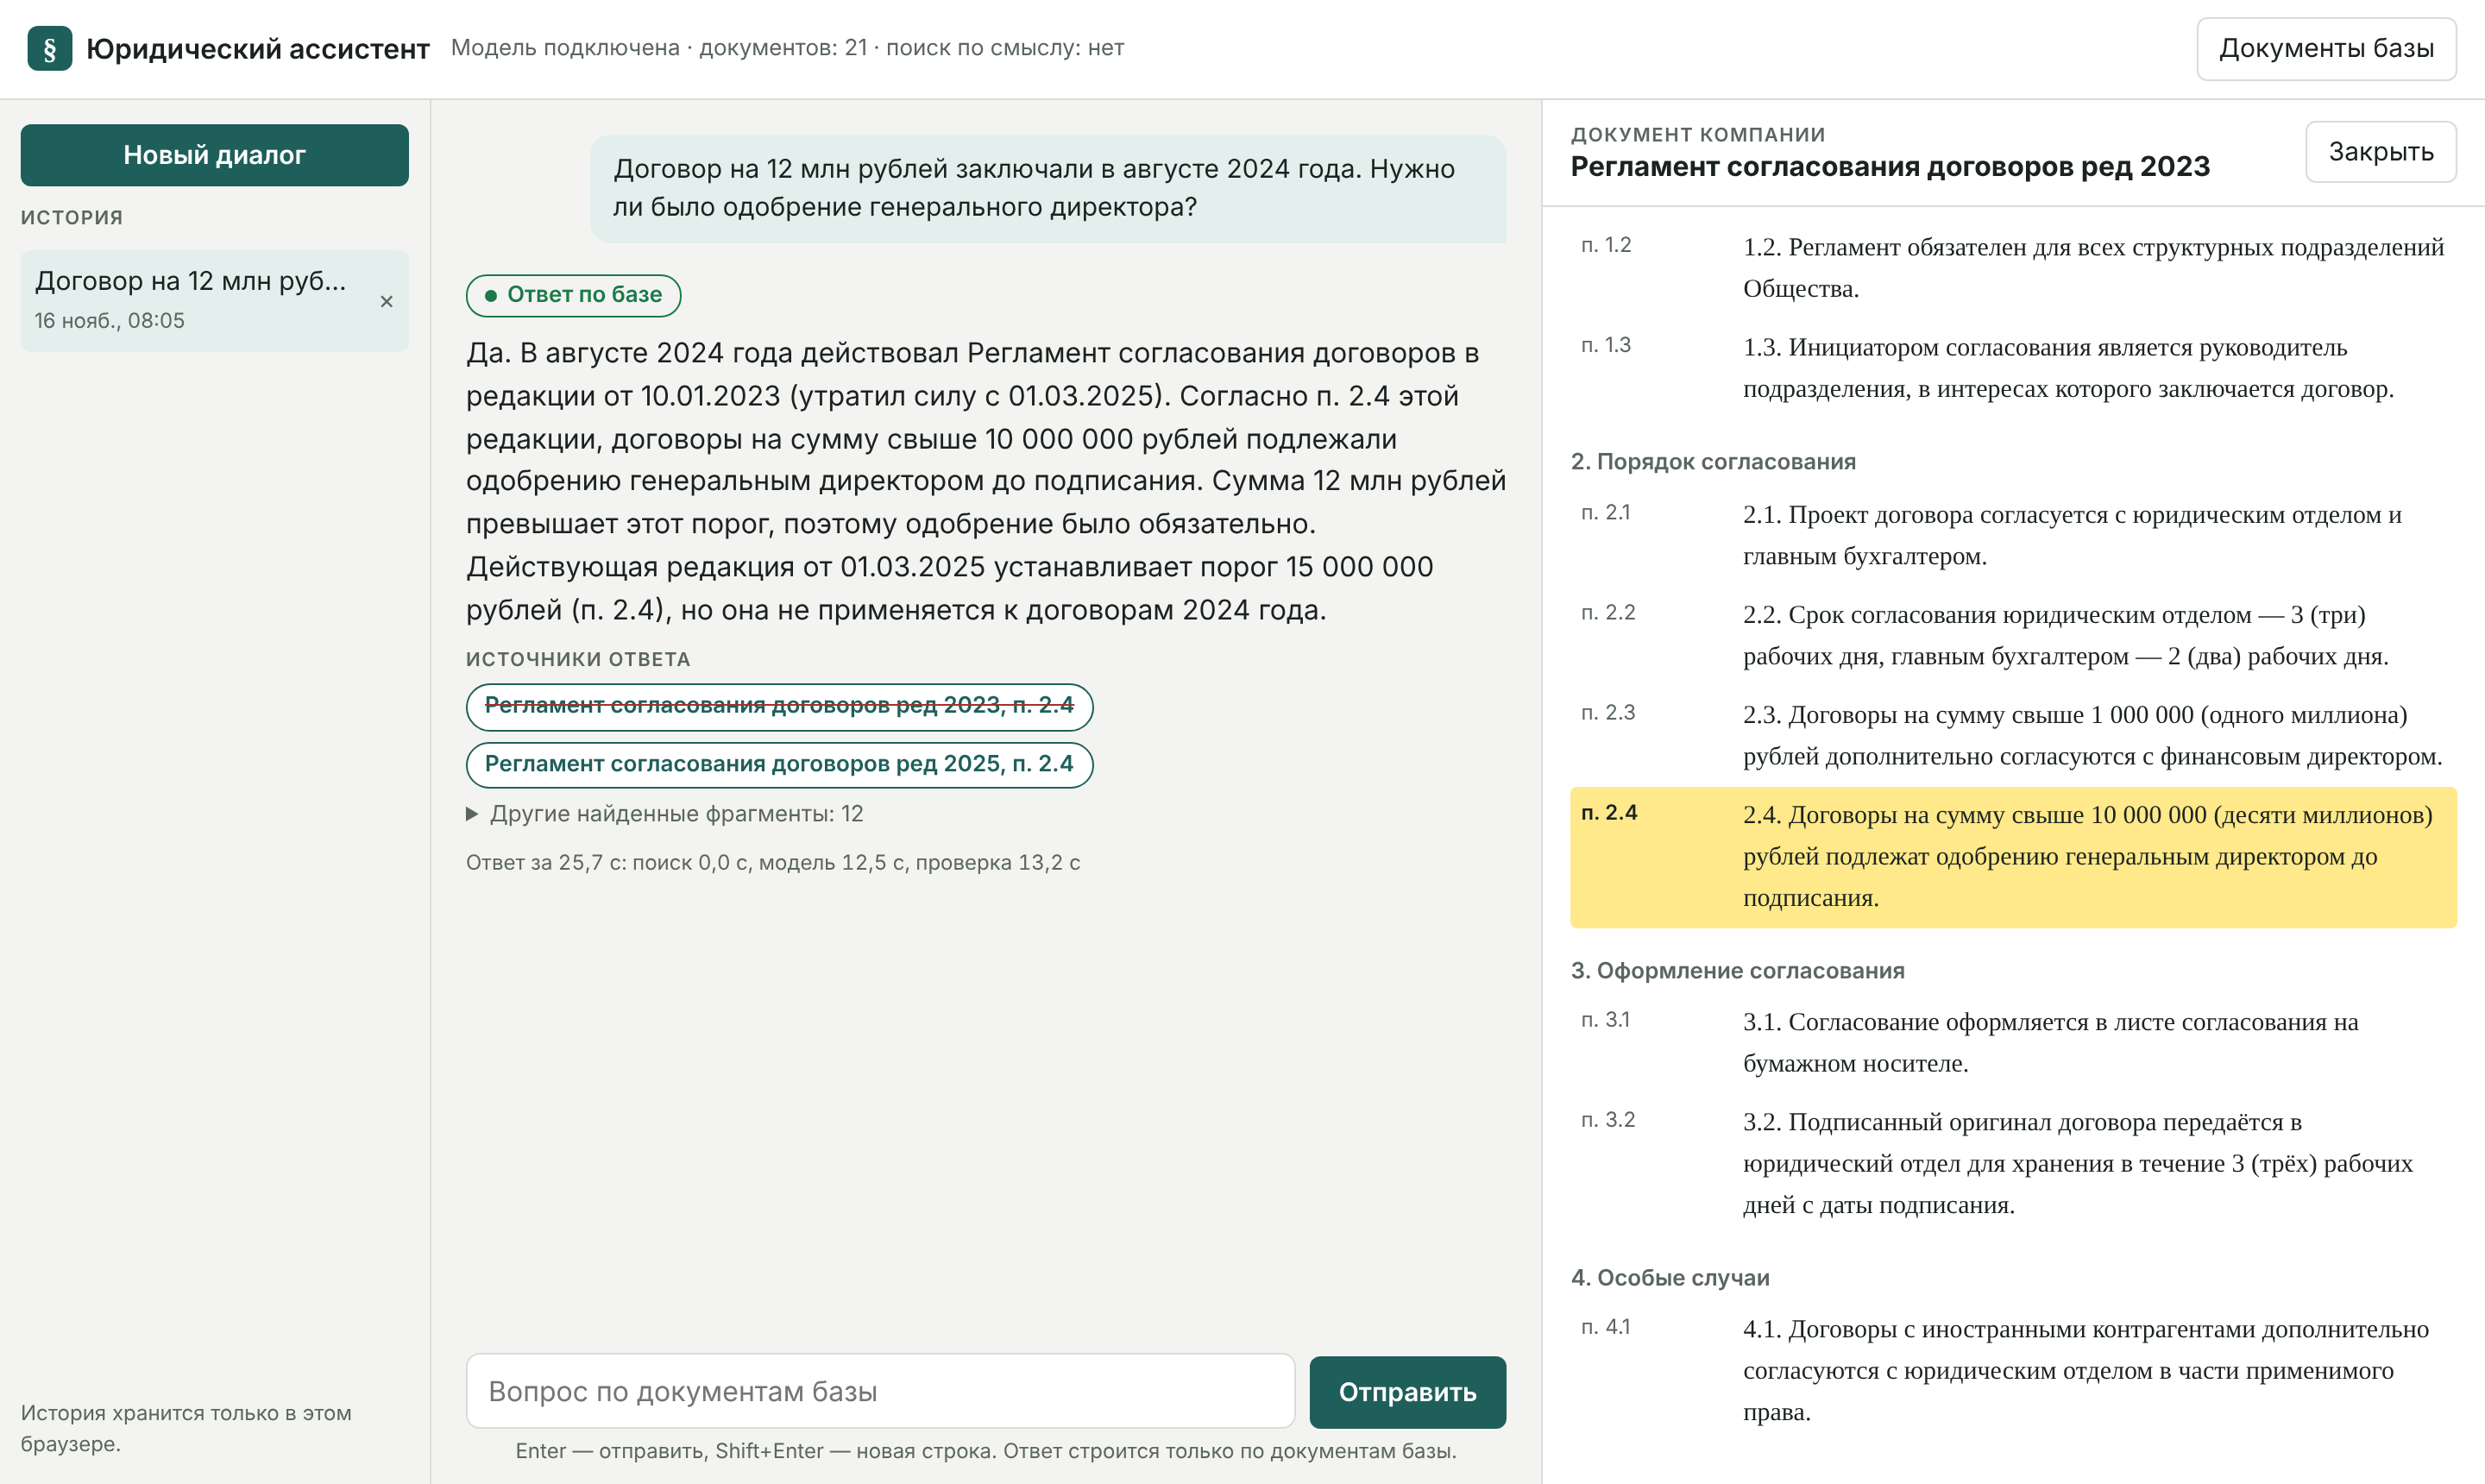 § Юридический ассистент Модель подключена · документов: 21 · поиск по смыслу: нет
Документы базы
Новый диалог
ИСТОРИЯ
Договор на 12 млн руб...
16 нояб., 08:05
×
История хранится только в этом
браузере.
Договор на 12 млн рублей заключали в августе 2024 года. Нужно
ли было одобрение генерального директора?
Ответ по базе
Да. В августе 2024 года действовал Регламент согласования договоров в
редакции от 10.01.2023 (утратил силу с 01.03.2025). Согласно п. 2.4 этой
редакции, договоры на сумму свыше 10 000 000 рублей подлежали
одобрению генеральным директором до подписания. Сумма 12 млн рублей
превышает этот порог, поэтому одобрение было обязательно.
Действующая редакция от 01.03.2025 устанавливает порог 15 000 000
рублей (п. 2.4), но она не применяется к договорам 2024 года.
ИСТОЧНИКИ ОТВЕТА
Регламент согласования договоров ред 2023, п. 2.4
Регламент согласования договоров ред 2025, п. 2.4
Другие найденные фрагменты: 12
Ответ за 25,7 с: поиск 0,0 с, модель 12,5 с, проверка 13,2 с
Вопрос по документам базы
Отправить
Enter — отправить, Shift+Enter — новая строка. Ответ строится только по документам базы.
ДОКУМЕНТ КОМПАНИИ
Регламент согласования договоров ред 2023
Закрыть
п. 1.2 1.2. Регламент обязателен для всех структурных подразделений
Общества.
п. 1.3 1.3. Инициатором согласования является руководитель
подразделения, в интересах которого заключается договор.
2. Порядок согласования
п. 2.1 2.1. Проект договора согласуется с юридическим отделом и
главным бухгалтером.
п. 2.2 2.2. Срок согласования юридическим отделом — 3 (три)
рабочих дня, главным бухгалтером — 2 (два) рабочих дня.
п. 2.3 2.3. Договоры на сумму свыше 1 000 000 (одного миллиона)
рублей дополнительно согласуются с финансовым директором.
п. 2.4 2.4. Договоры на сумму свыше 10 000 000 (десяти миллионов)
рублей подлежат одобрению генеральным директором до
подписания.
3. Оформление согласования
п. 3.1 3.1. Согласование оформляется в листе согласования на
бумажном носителе.
п. 3.2 3.2. Подписанный оригинал договора передаётся в
юридический отдел для хранения в течение 3 (трёх) рабочих
дней с даты подписания.
4. Особые случаи
п. 4.1 4.1. Договоры с иностранными контрагентами дополнительно
согласуются с юридическим отделом в части применимого
права.